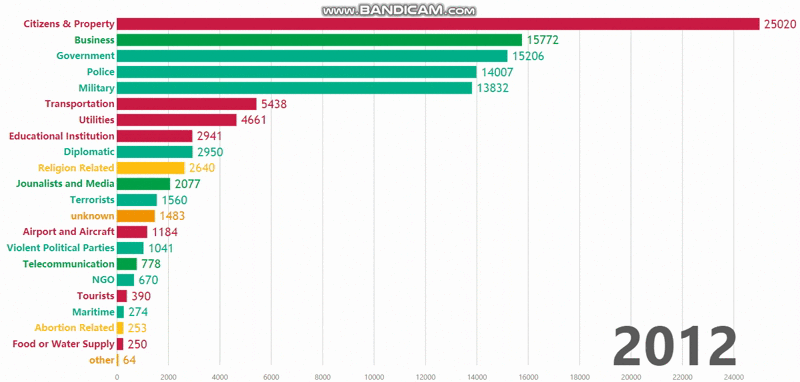 www.BANDICAM.com
Citizens & Property 25020
Business 15772
Government 15206
Police 14007
Military 13832
Transportation 5438
Utilities 4661
Educational Institution 2941
Diplomatic 2950
Religion Related 2640
Jounalists and Media 2077
Terrorists 1560
unknown 1483
Airport and Aircraft 1184
Violent Political Parties 1041
Telecommunication 778
NGO 670
Tourists 390
Maritime 274
Abortion Related 253
Food or Water Supply 250
other 64
2012
0 2000 4000 6000 8000 10000 12000 14000 16000 18000 20000 22000 24000